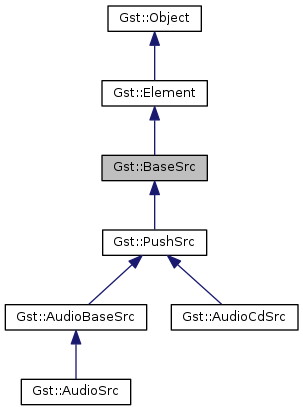 Gst::Object
Gst::Element
Gst::BaseSrc
Gst::PushSrc
Gst::AudioBaseSrc
Gst::AudioCdSrc
Gst::AudioSrc